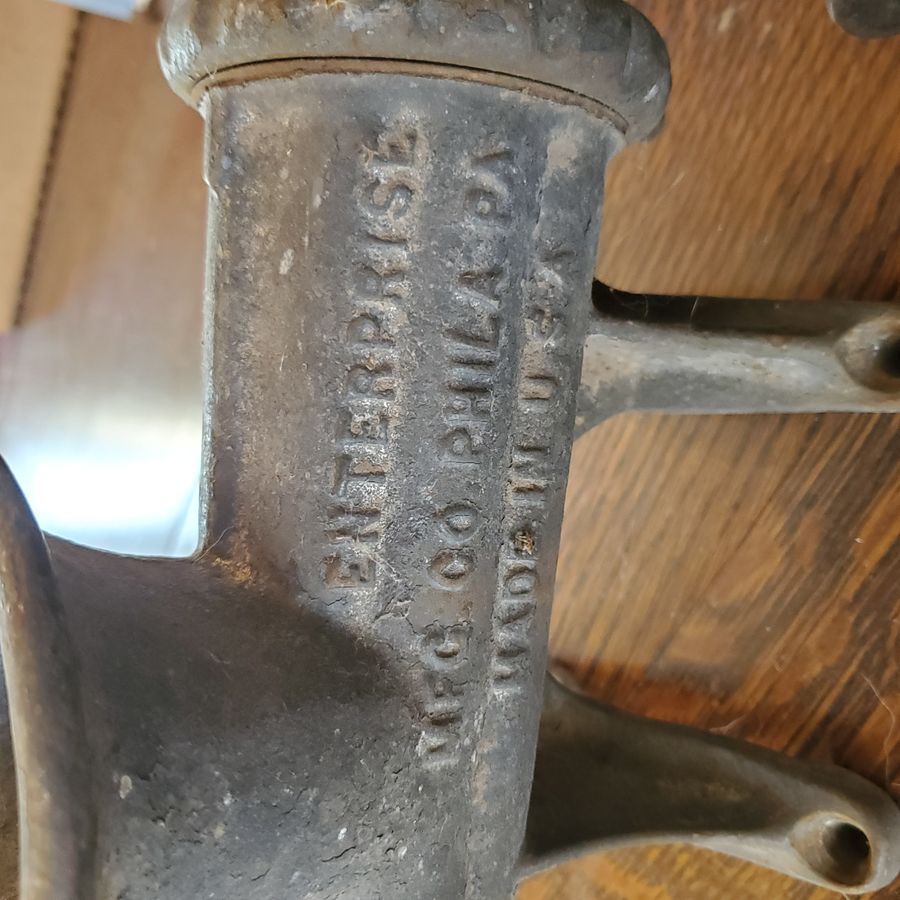 ENTERPRISE
MFG CO PHILA PA
MADE IN U S A